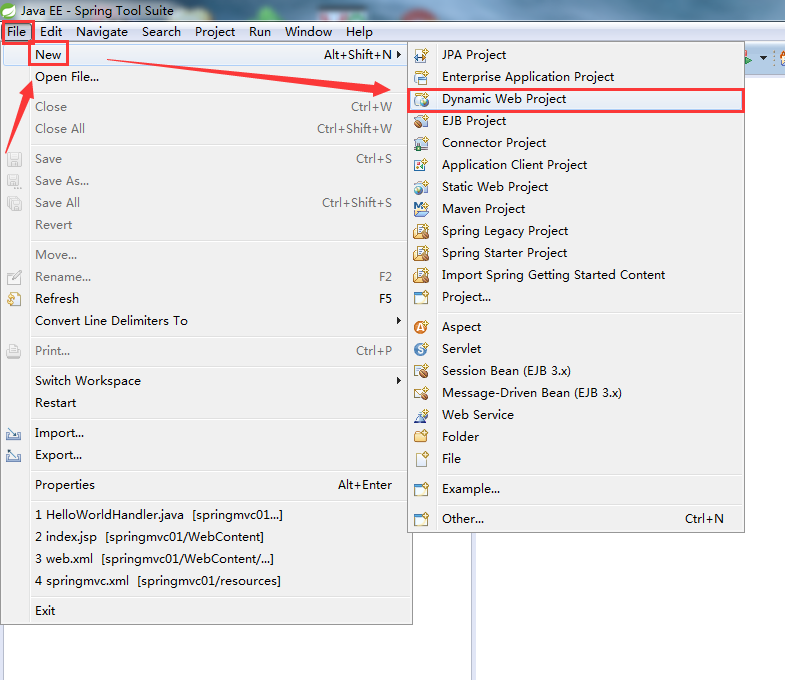 Java EE - Spring Tool Suite
File Edit Navigate Search Project Run Window Help
New Alt+Shift+N
Open File...
Close Ctrl+W
Close All Ctrl+Shift+W
Save Ctrl+S
Save As...
Save All Ctrl+Shift+S
Revert
Move...
Rename... F2
Refresh F5
Convert Line Delimiters To
Print... Ctrl+P
Switch Workspace
Restart
Import...
Export...
Properties Alt+Enter
1 HelloWorldHandler.java [springmvc01...]
2 index.jsp [springmvc01/WebContent]
3 web.xml [springmvc01/WebContent/...]
4 springmvc.xml [springmvc01/resources]
Exit
JPA Project
Enterprise Application Project
Dynamic Web Project
EJB Project
Connector Project
Application Client Project
Static Web Project
Maven Project
Spring Legacy Project
Spring Starter Project
Import Spring Getting Started Content
Project...
Aspect
Servlet
Session Bean (EJB 3.x)
Message-Driven Bean (EJB 3.x)
Web Service
Folder
File
Example...
Other... Ctrl+N